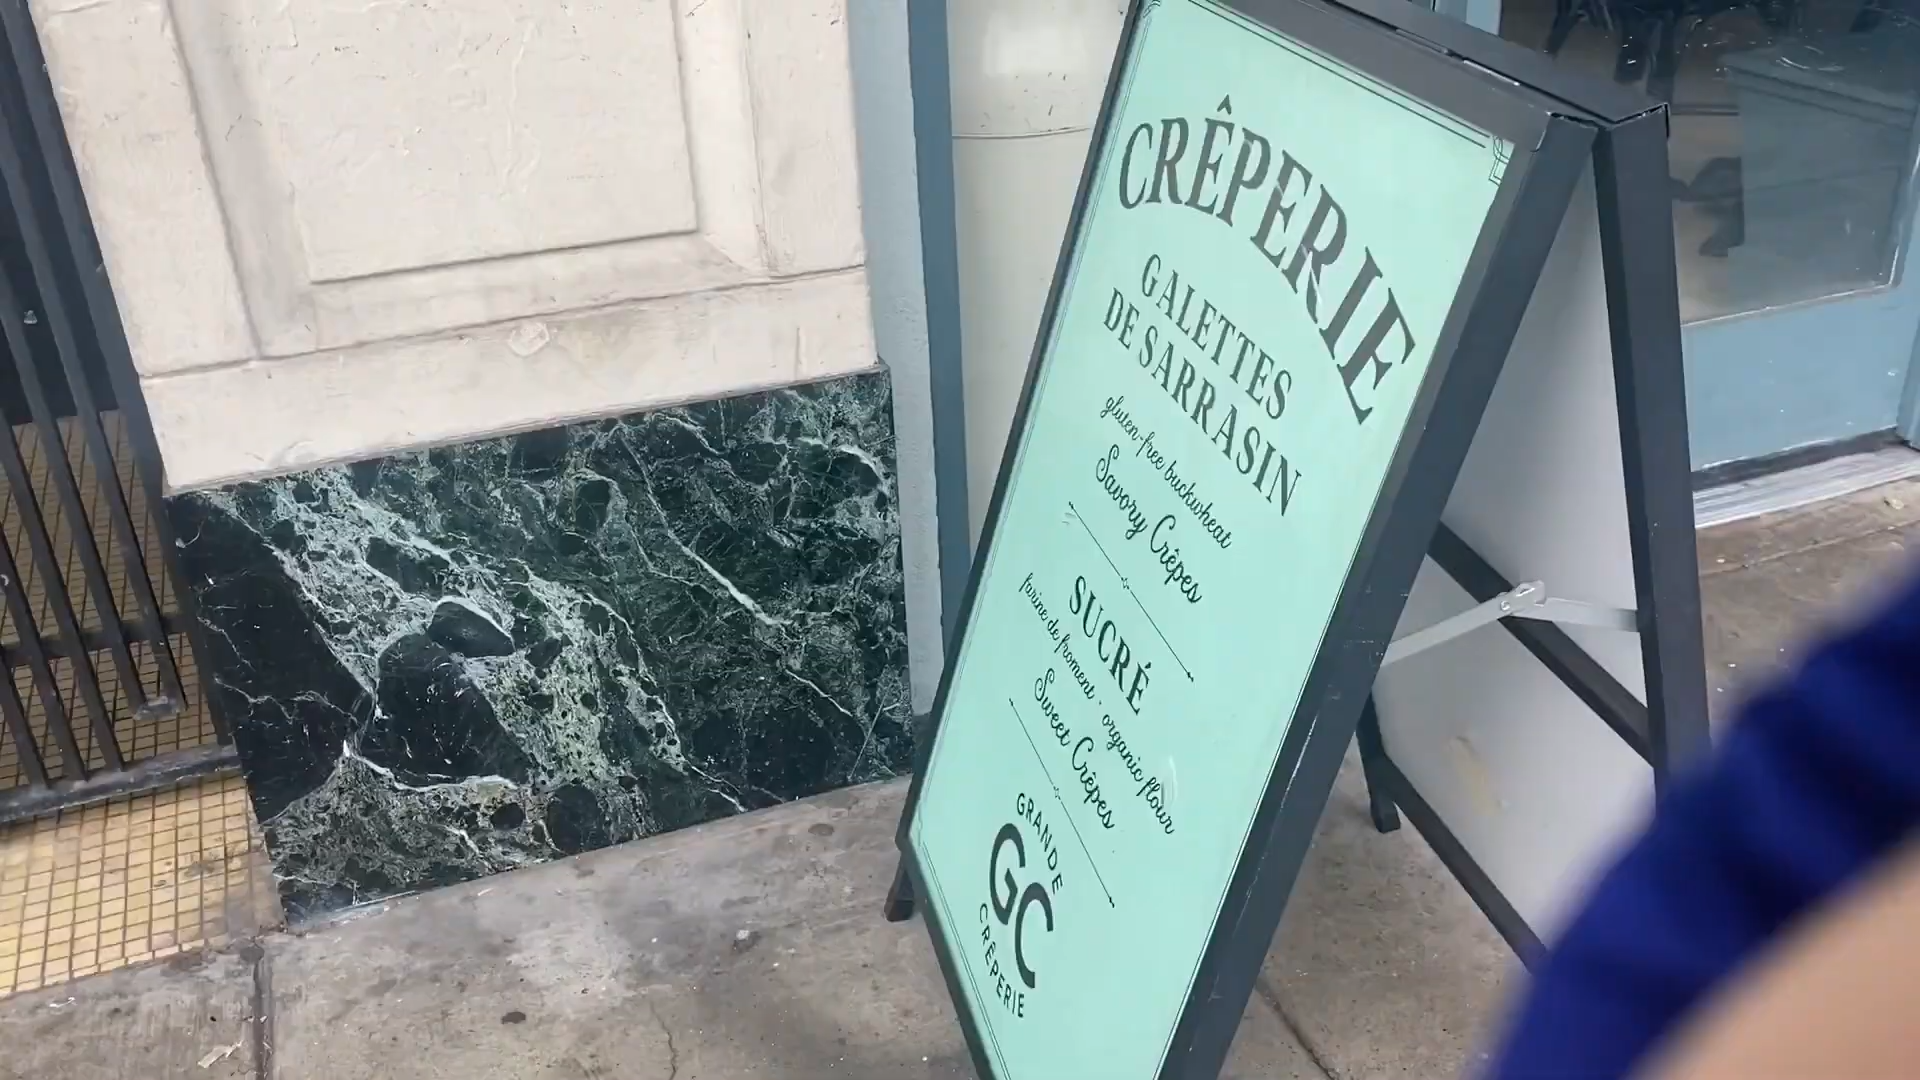 CRÊPERIE
GALETTES
DE SARRASIN
gluten-free buckwheat
Savory Crêpes
SUCRÉ
farine de froment . organic flour
Sweet Crêpes
GRANDE
GC
CRÊPERIE